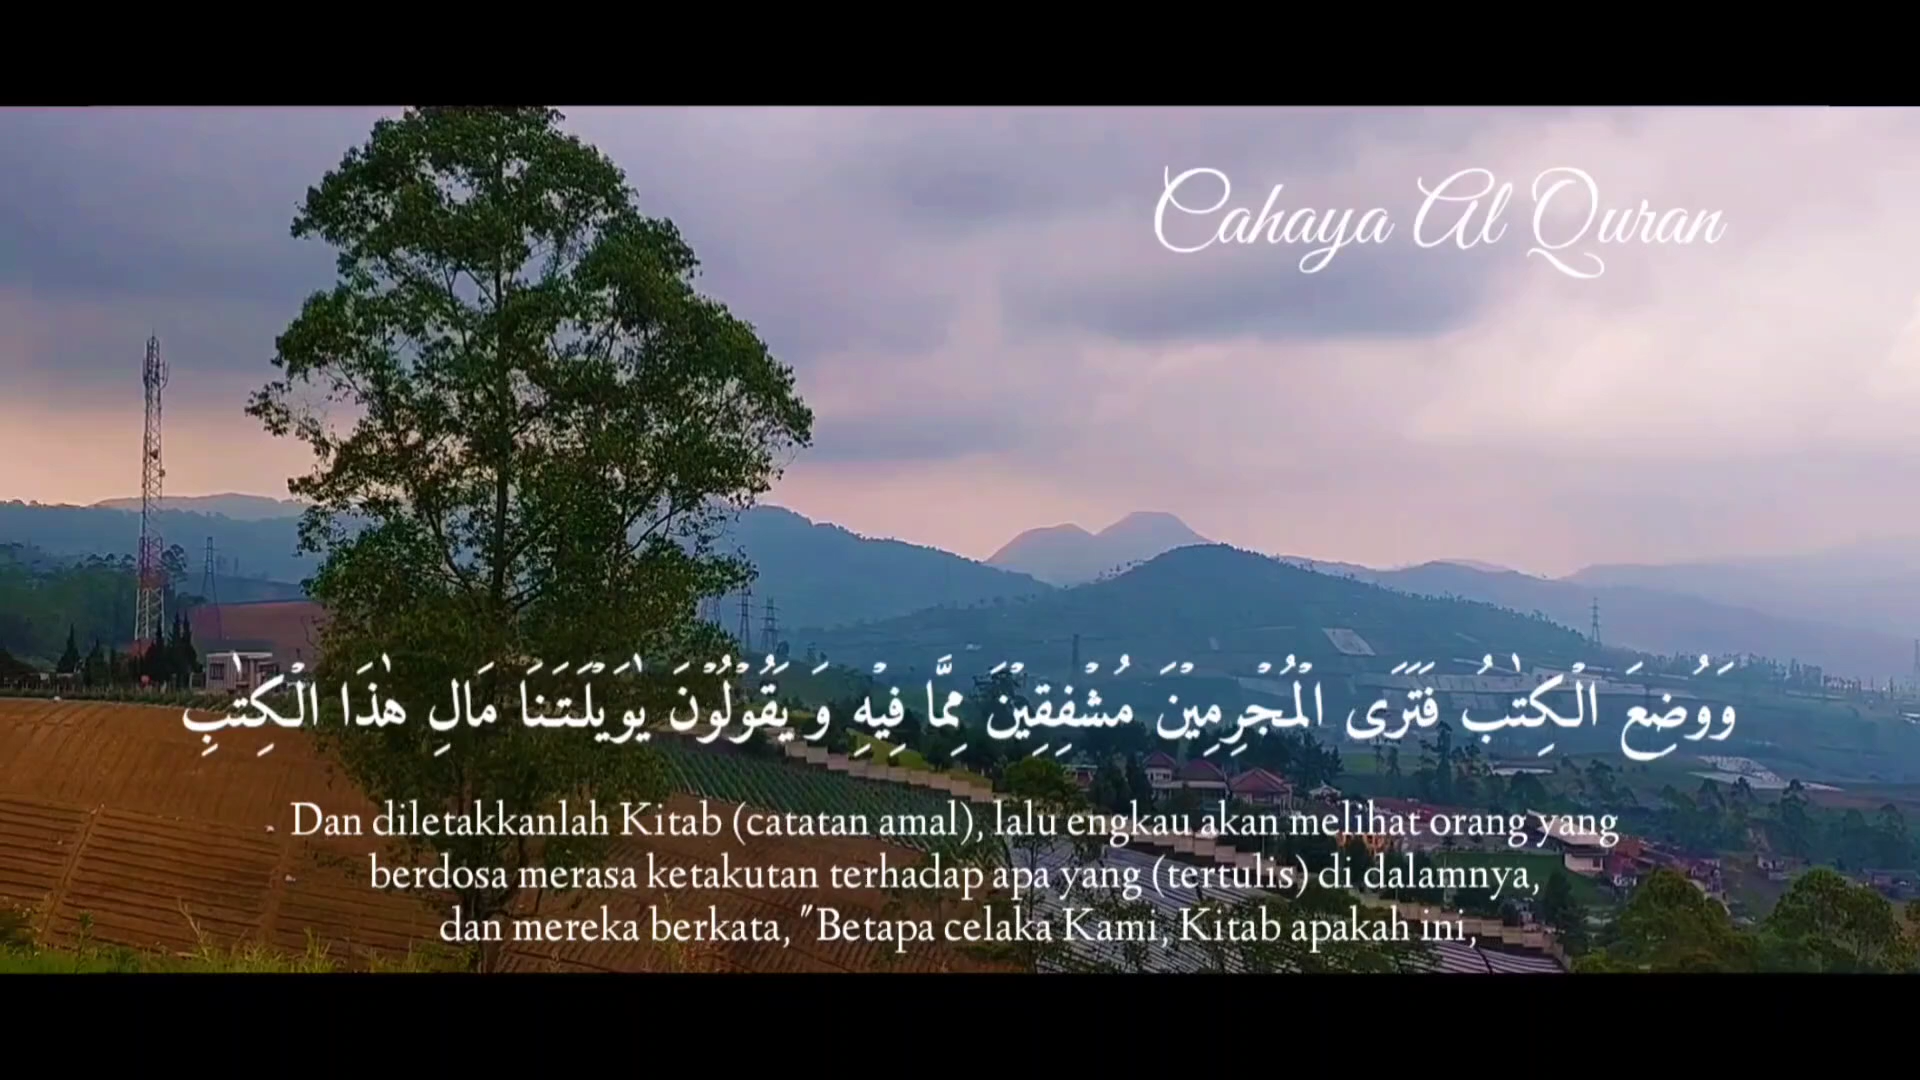 Cahaya Al Quran
وَوُضِعَ الْكِتٰبُ فَتَرَى الْمُجْرِمِيْنَ مُشْفِقِيْنَ مِمَّا فِيْهِ وَ يَقُوْلُوْنَ يٰوَيْلَتَنَا مَالِ هٰذَا الْكِتٰبِ
Dan diletakkanlah Kitab (catatan amal), lalu engkau akan melihat orang yang
berdosa merasa ketakutan terhadap apa yang (tertulis) di dalamnya,
dan mereka berkata, "Betapa celaka Kami, Kitab apakah ini,